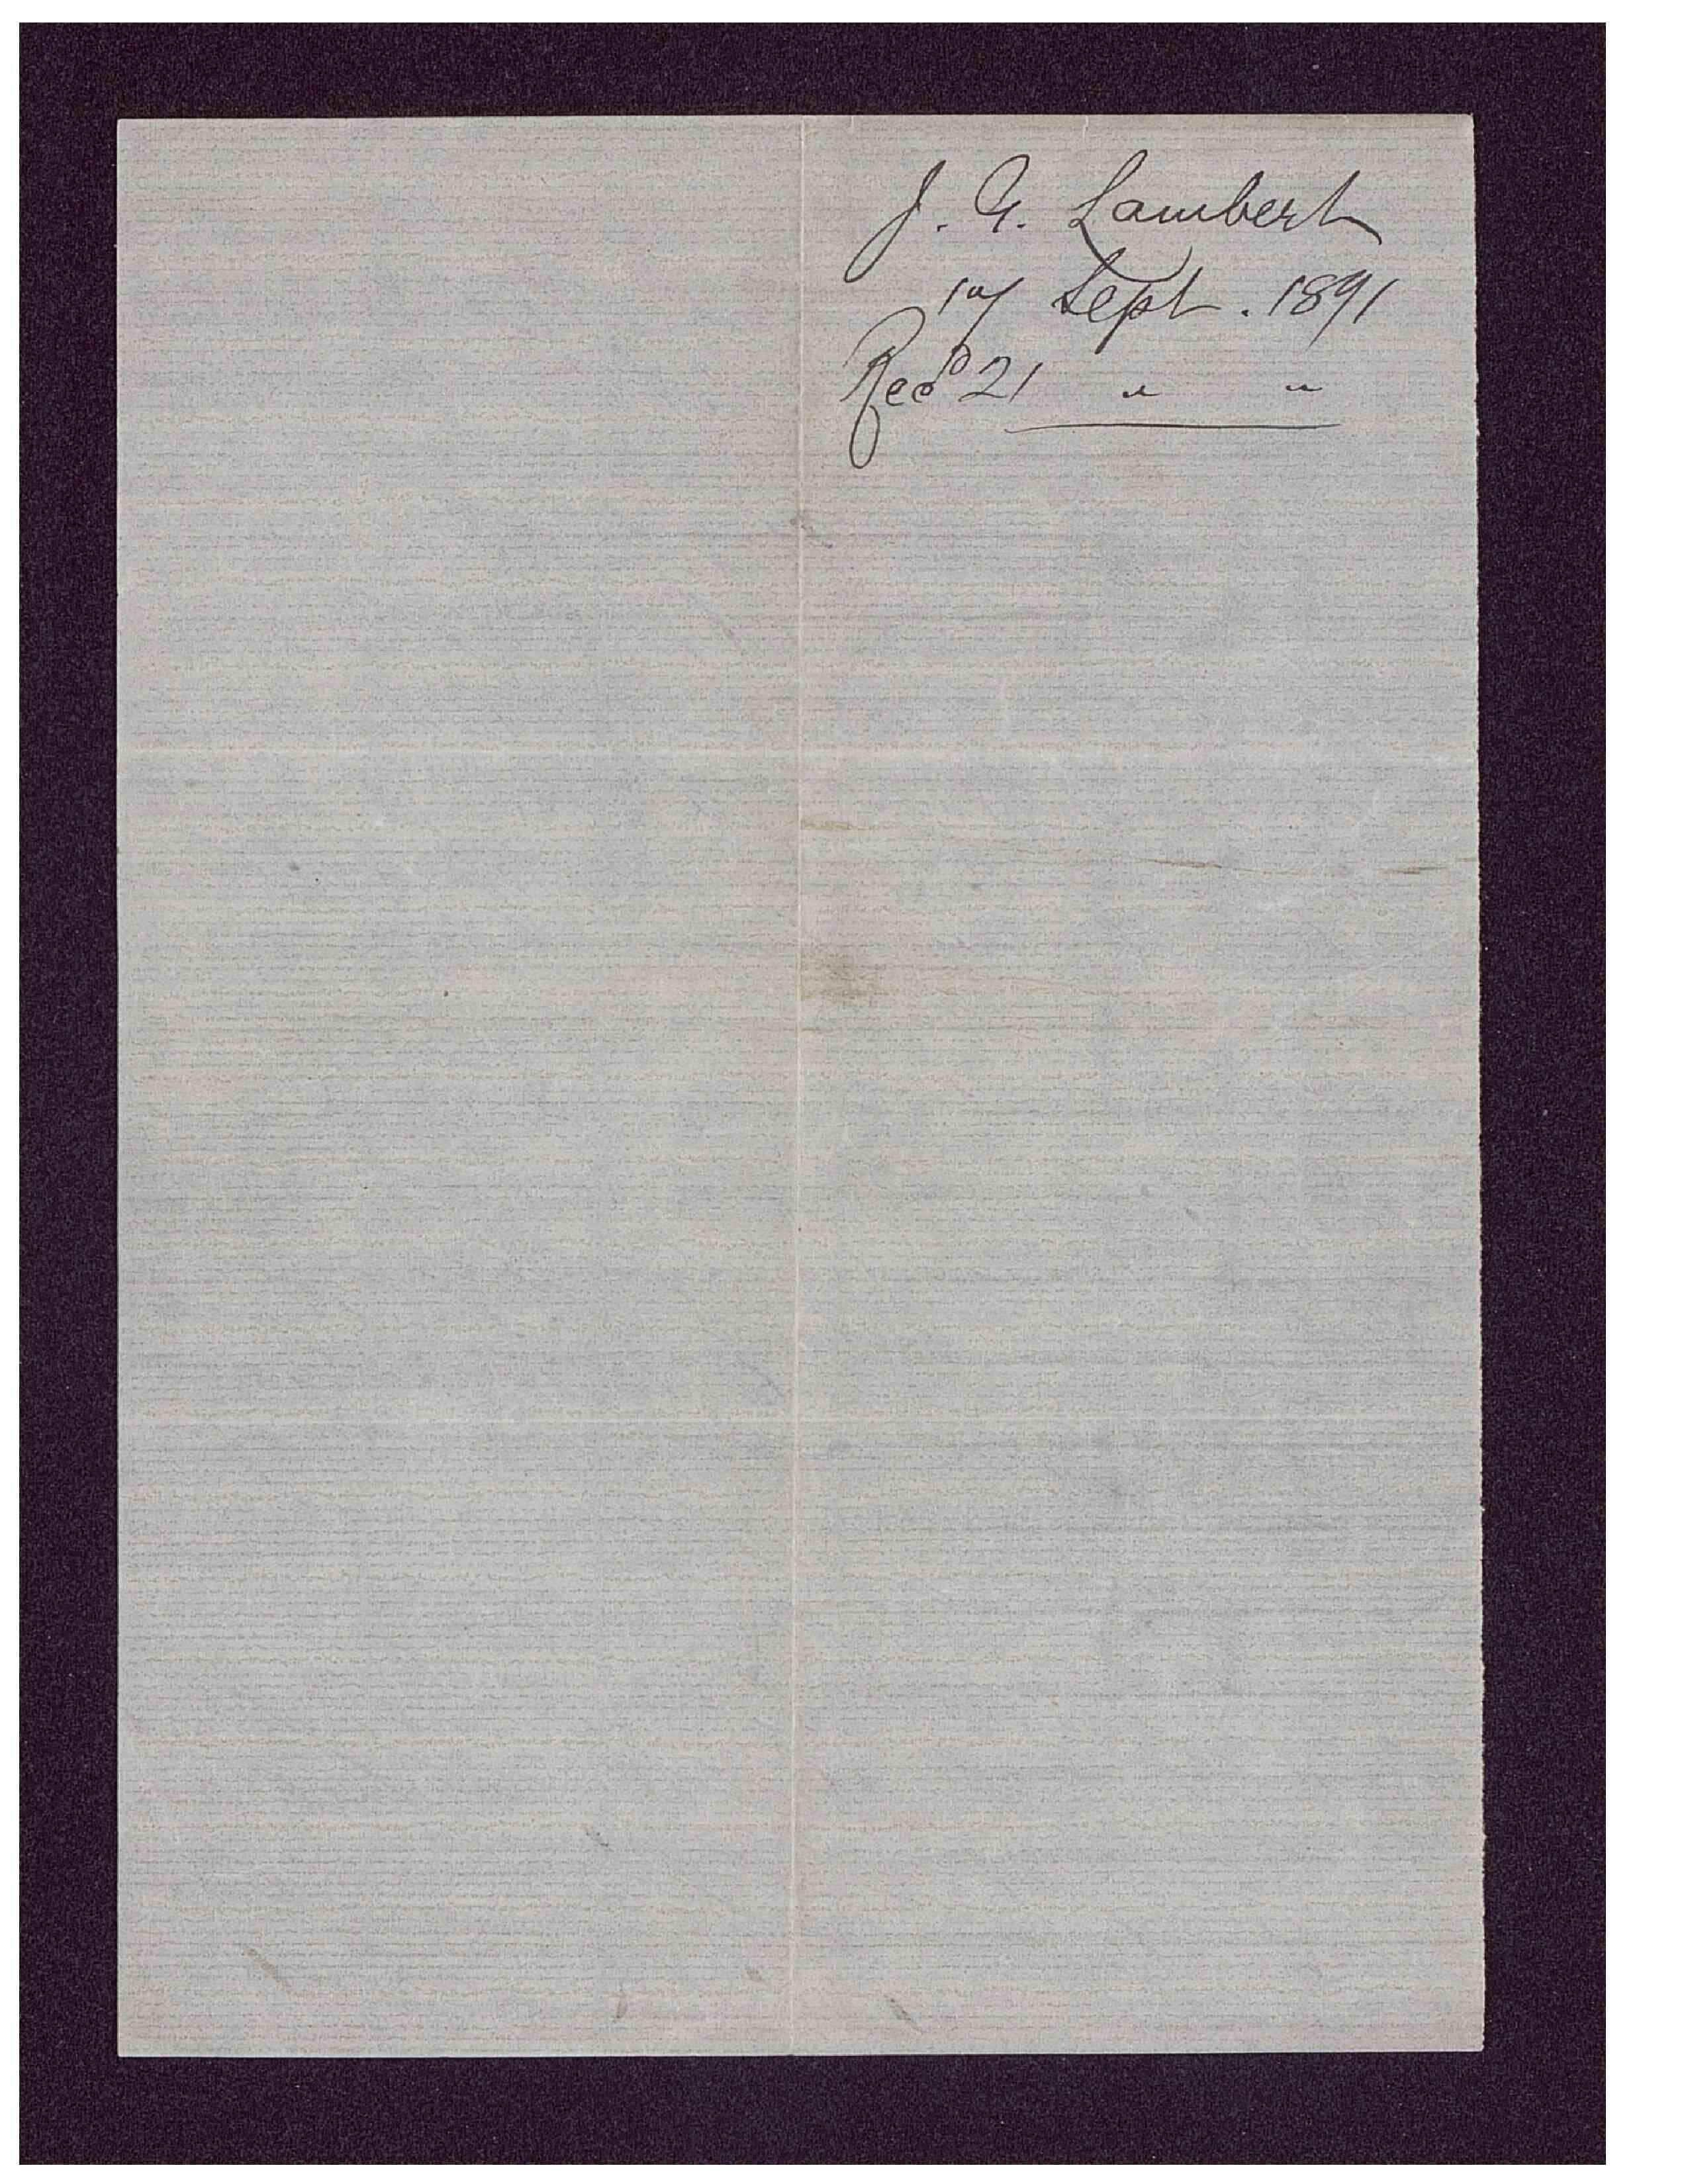 J. G. Lambert
17 Sept. 1891
Recd 21 " "